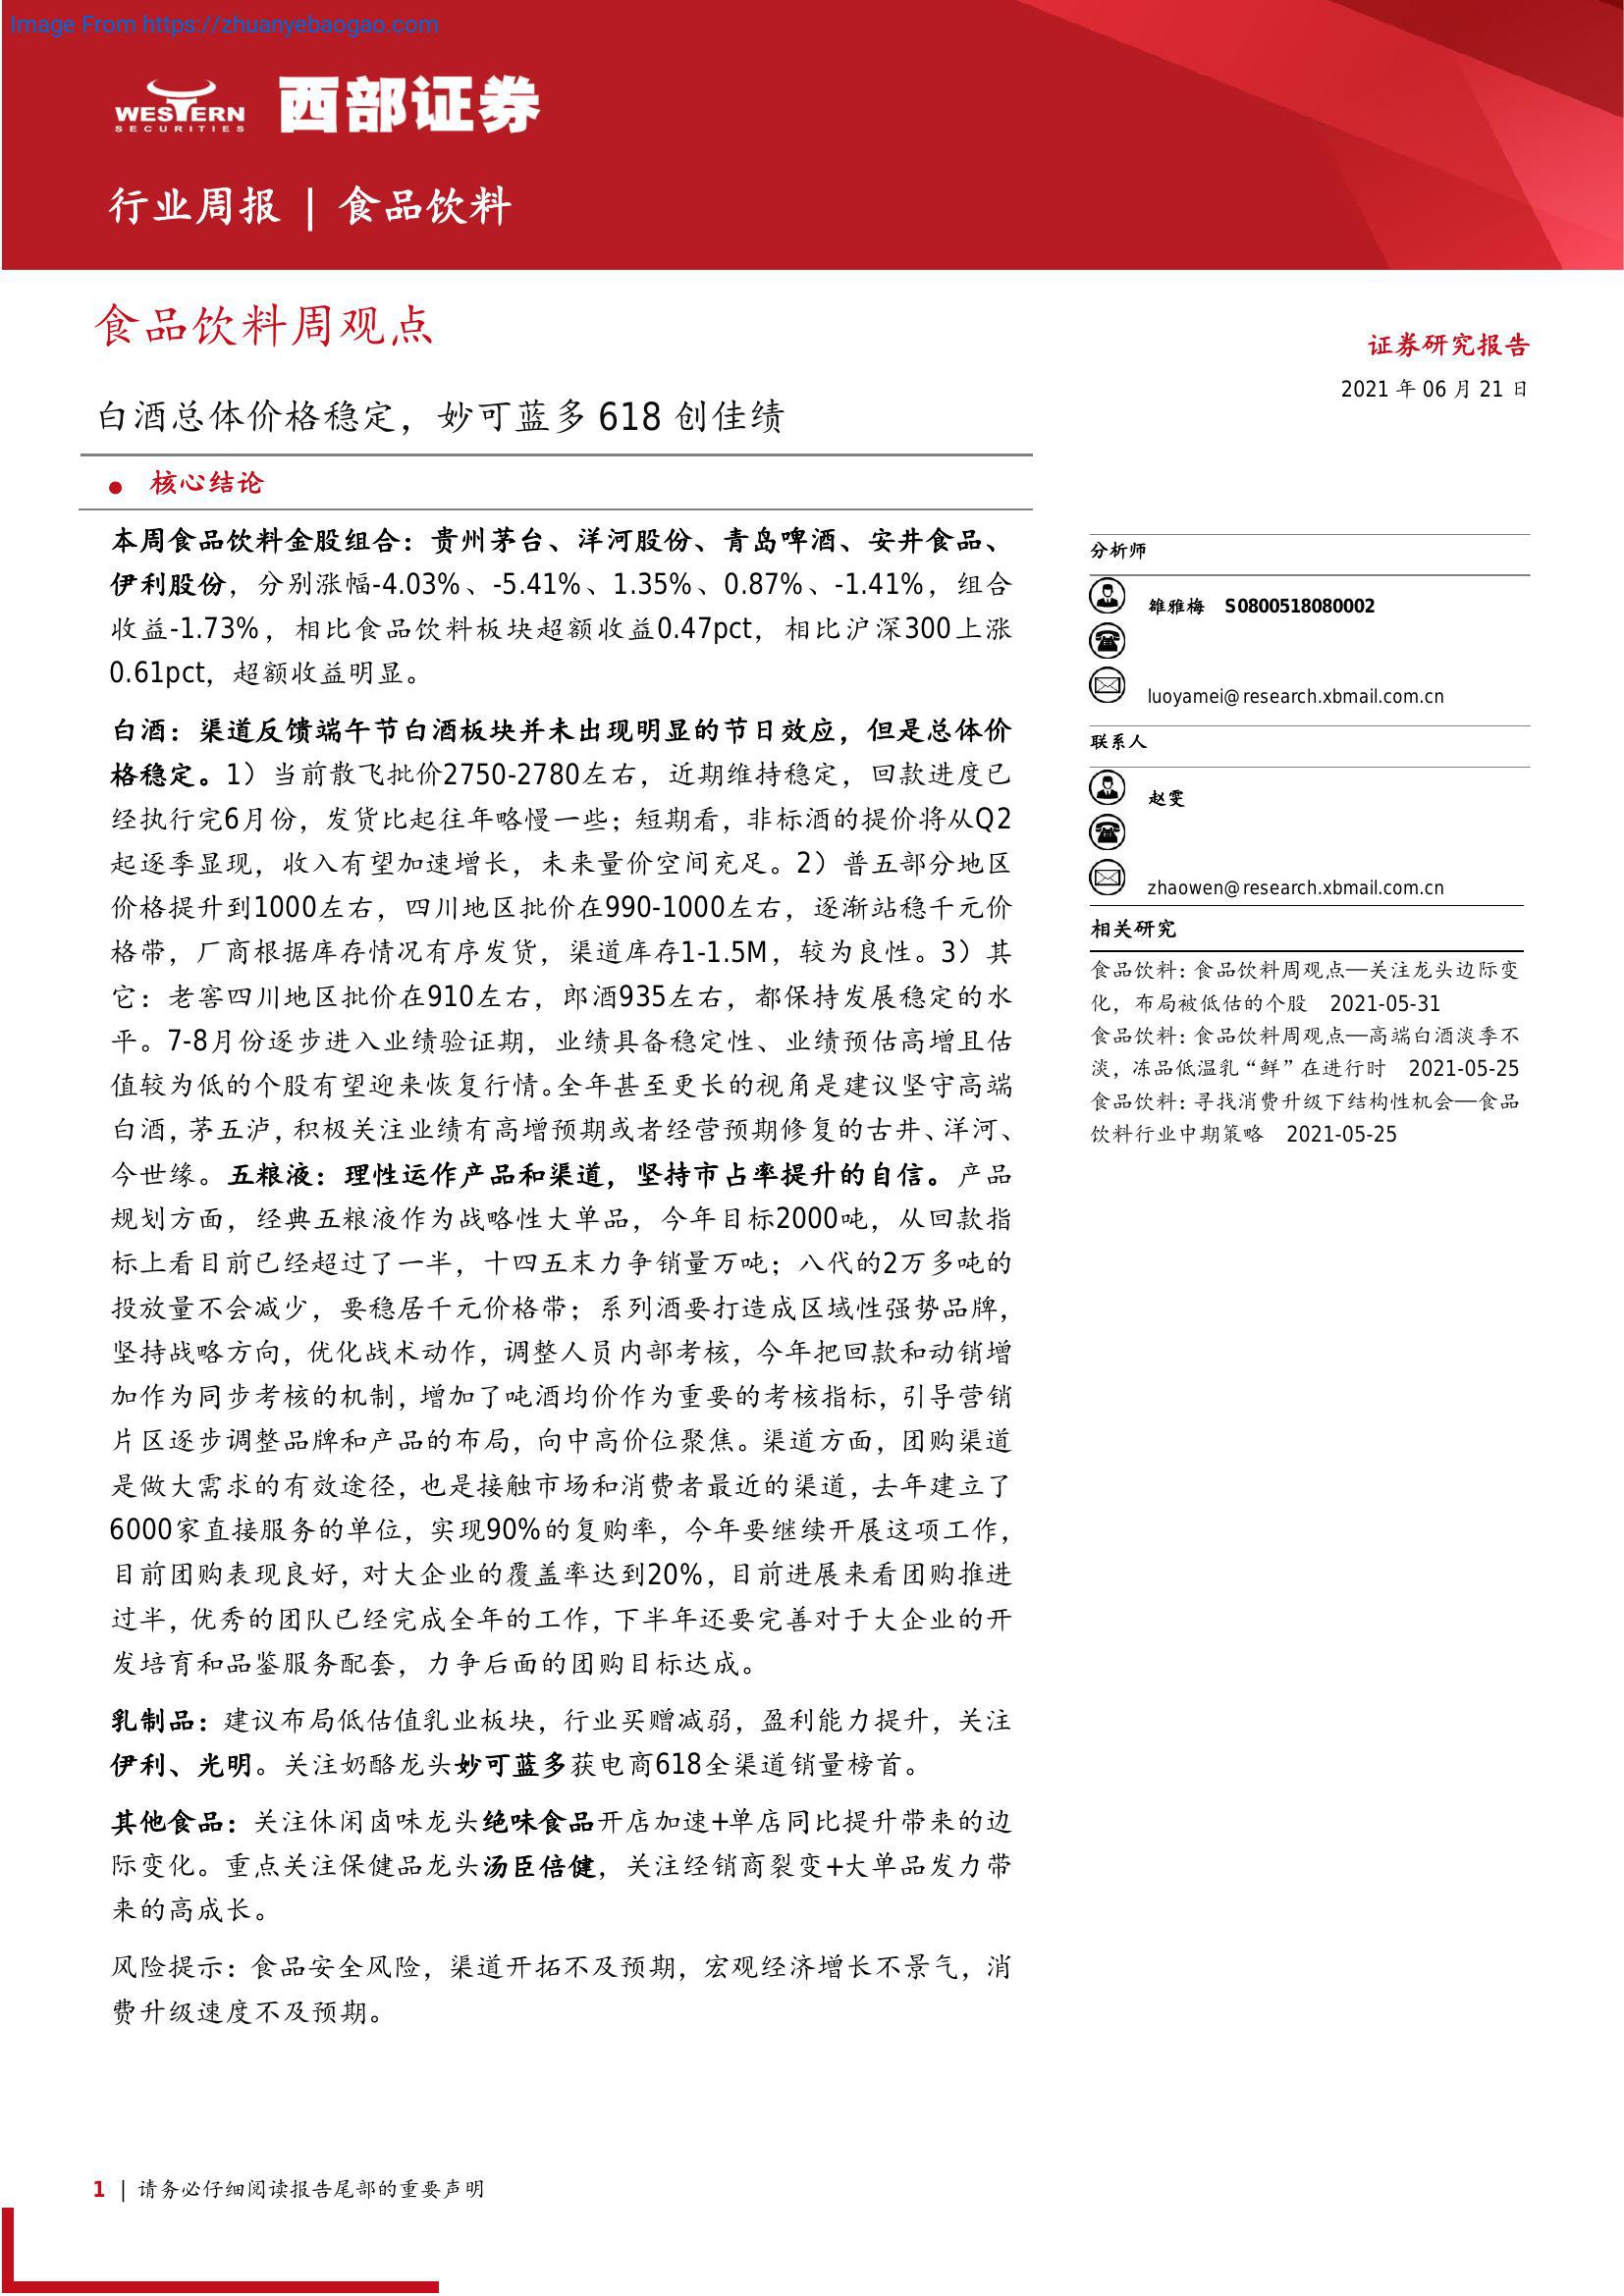 Image From https://zhuanyebaogao.com
WESTERN
SECURITIES
西部证券
行业周报 | 食品饮料
食品饮料周观点
白酒总体价格稳定，妙可蓝多 618 创佳绩
● 核心结论
本周食品饮料金股组合：贵州茅台、洋河股份、青岛啤酒、安井食品、
伊利股份，分别涨幅-4.03%、-5.41%、1.35%、0.87%、-1.41%，组合
收益-1.73%，相比食品饮料板块超额收益0.47pct，相比沪深300上涨
0.61pct，超额收益明显。
白酒：渠道反馈端午节白酒板块并未出现明显的节日效应，但是总体价
格稳定。1）当前散飞批价2750-2780左右，近期维持稳定，回款进度已
经执行完6月份，发货比起往年略慢一些；短期看，非标酒的提价将从Q2
起逐季显现，收入有望加速增长，未来量价空间充足。2）普五部分地区
价格提升到1000左右，四川地区批价在990-1000左右，逐渐站稳千元价
格带，厂商根据库存情况有序发货，渠道库存1-1.5M，较为良性。3）其
它：老窖四川地区批价在910左右，郎酒935左右，都保持发展稳定的水
平。7-8月份逐步进入业绩验证期，业绩具备稳定性、业绩预估高增且估
值较为低的个股有望迎来恢复行情。全年甚至更长的视角是建议坚守高端
白酒，茅五泸，积极关注业绩有高增预期或者经营预期修复的古井、洋河、
今世缘。五粮液：理性运作产品和渠道，坚持市占率提升的自信。产品
规划方面，经典五粮液作为战略性大单品，今年目标2000吨，从回款指
标上看目前已经超过了一半，十四五末力争销量万吨；八代的2万多吨的
投放量不会减少，要稳居千元价格带；系列酒要打造成区域性强势品牌，
坚持战略方向，优化战术动作，调整人员内部考核，今年把回款和动销增
加作为同步考核的机制，增加了吨酒均价作为重要的考核指标，引导营销
片区逐步调整品牌和产品的布局，向中高价位聚焦。渠道方面，团购渠道
是做大需求的有效途径，也是接触市场和消费者最近的渠道，去年建立了
6000家直接服务的单位，实现90%的复购率，今年要继续开展这项工作，
目前团购表现良好，对大企业的覆盖率达到20%，目前进展来看团购推进
过半，优秀的团队已经完成全年的工作，下半年还要完善对于大企业的开
发培育和品鉴服务配套，力争后面的团购目标达成。
乳制品：建议布局低估值乳业板块，行业买赠减弱，盈利能力提升，关注
伊利、光明。关注奶酪龙头妙可蓝多获电商618全渠道销量榜首。
其他食品：关注休闲卤味龙头绝味食品开店加速+单店同比提升带来的边
际变化。重点关注保健品龙头汤臣倍健，关注经销商裂变+大单品发力带
来的高成长。
风险提示：食品安全风险，渠道开拓不及预期，宏观经济增长不景气，消
费升级速度不及预期。
证券研究报告
2021 年 06 月 21 日
分析师
雒雅梅 S0800518080002
luoyamei@research.xbmail.com.cn
联系人
赵雯
zhaowen@research.xbmail.com.cn
相关研究
食品饮料：食品饮料周观点—关注龙头边际变
化，布局被低估的个股 2021-05-31
食品饮料：食品饮料周观点—高端白酒淡季不
淡，冻品低温乳“鲜”在进行时 2021-05-25
食品饮料：寻找消费升级下结构性机会—食品
饮料行业中期策略 2021-05-25
1 | 请务必仔细阅读报告尾部的重要声明